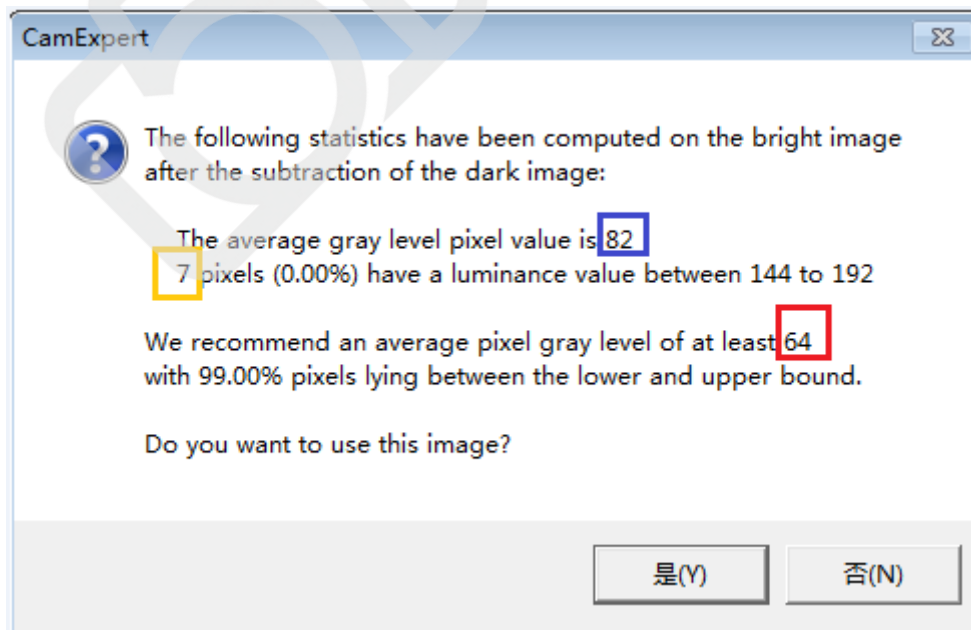 CamExpert
The following statistics have been computed on the bright image
after the subtraction of the dark image:
The average gray level pixel value is 82
7 pixels (0.00%) have a luminance value between 144 to 192
We recommend an average pixel gray level of at least 64
with 99.00% pixels lying between the lower and upper bound.
Do you want to use this image?
是(Y) 否(N)